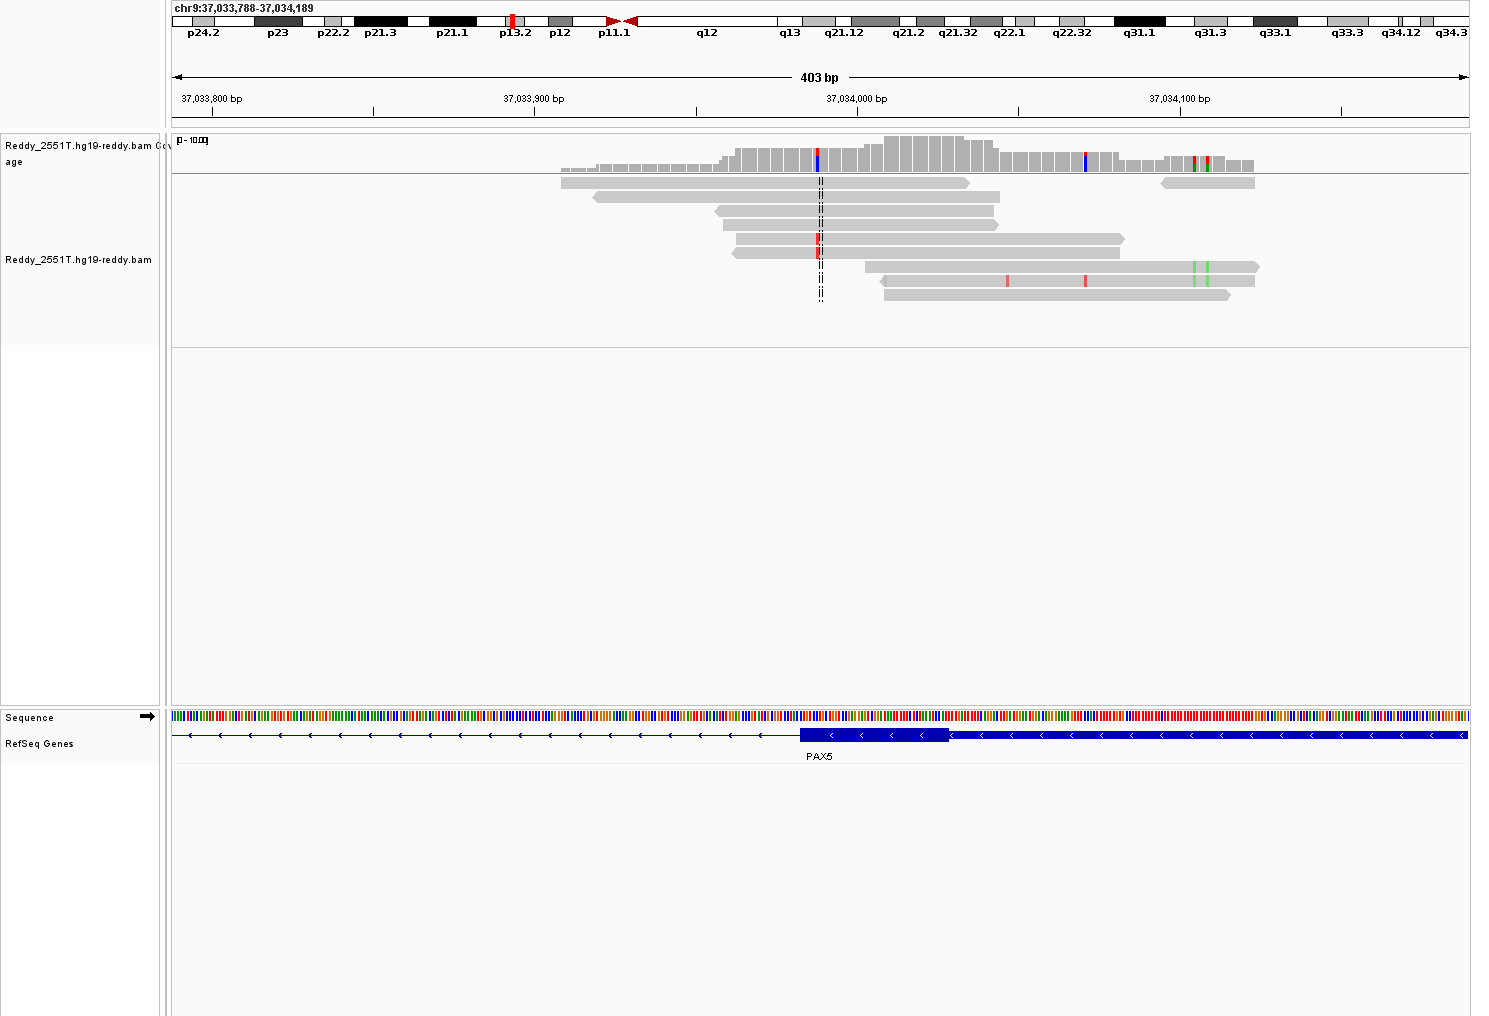 chr9:37,033,788-37,034,189
p24.2 p23 p22.2 p21.3 p21.1 p13.2 p12 p11.1 q12 q13 q21.12 q21.2 q21.32 q22.1 q22.32 q31.1 q31.3 q33.1 q33.3 q34.12 q34.3
403 bp
37,033,800 bp 37,033,900 bp 37,034,000 bp 37,034,100 bp
Reddy_2551T.hg19-reddy.bam Cov
age
[0 - 10.00]
Reddy_2551T.hg19-reddy.bam
Sequence
RefSeq Genes
PAX5